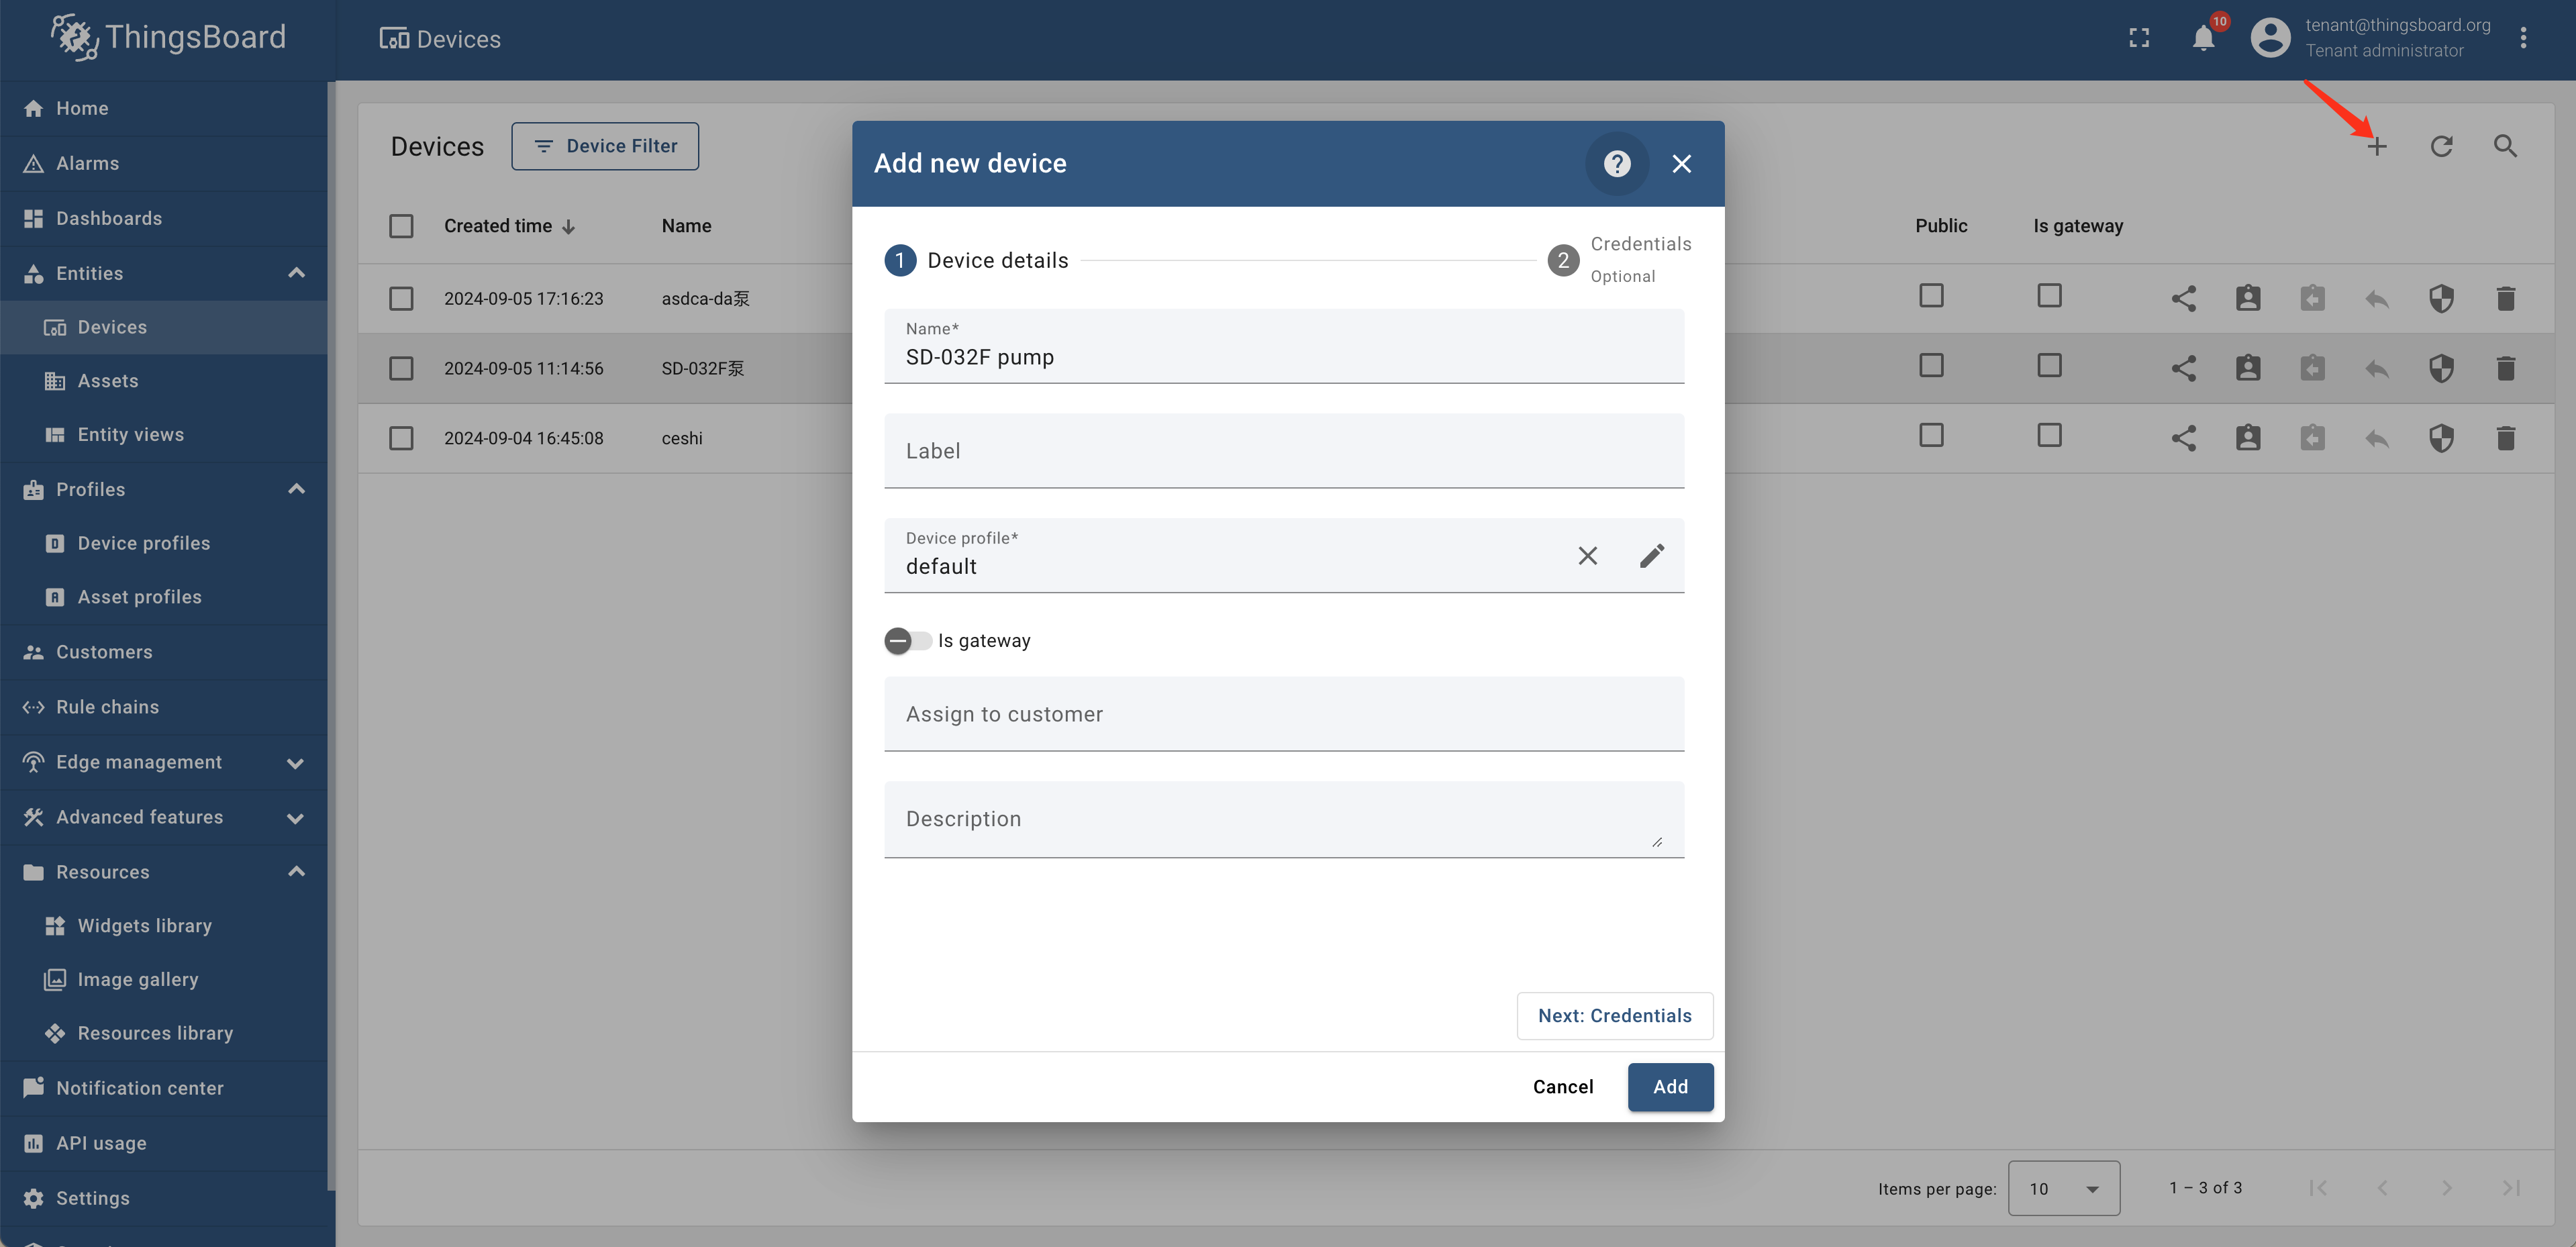 ThingsBoard
Devices
10
tenant@thingsboard.org
Tenant administrator
Home
Alarms
Dashboards
Entities
Devices
Assets
Entity views
Profiles
Device profiles
Asset profiles
Customers
Rule chains
Edge management
Advanced features
Resources
Widgets library
Image gallery
Resources library
Notification center
API usage
Settings
Devices
Device Filter
Created time
Name
Public
Is gateway
2024-09-05 17:16:23
asdca-da泵
2024-09-05 11:14:56
SD-032F泵
2024-09-04 16:45:08
ceshi
Add new device
1
Device details
2
Credentials
Optional
Name*
SD-032F pump
Label
Device profile*
default
Is gateway
Assign to customer
Description
Next: Credentials
Cancel
Add
Items per page:
10
1 – 3 of 3